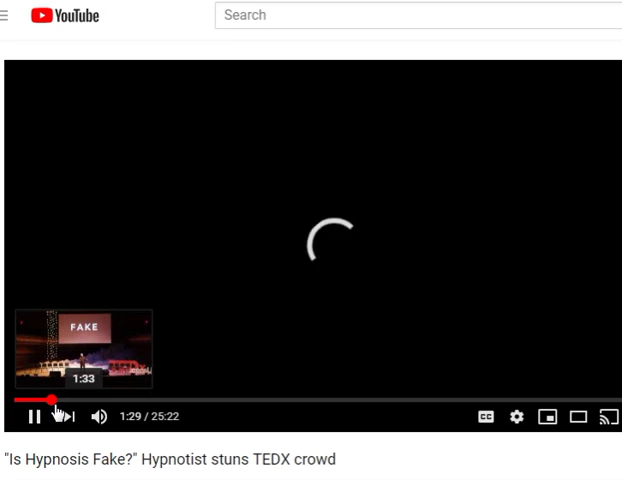 YouTube
Search
FAKE
1:33
1:29 / 25:22
CC
"Is Hypnosis Fake?" Hypnotist stuns TEDX crowd